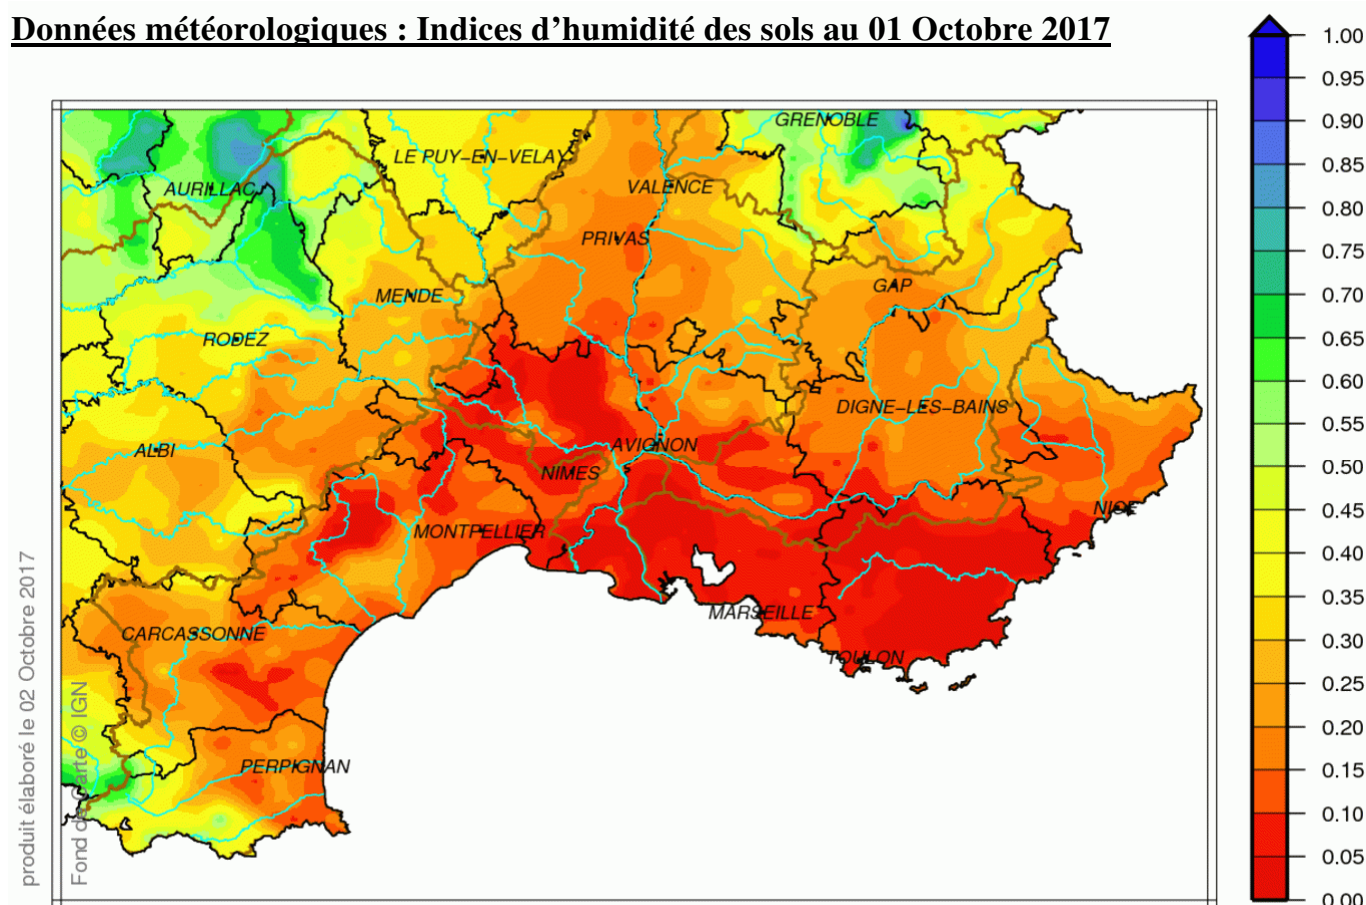 Données météorologiques : Indices d’humidité des sols au 01 Octobre 2017
GRENOBLE
LE PUY-EN-VELAY
AURILLAC
VALENCE
PRIVAS
GAP
MENDE
RODEZ
DIGNE-LES-BAINS
ALBI
AVIGNON
NIMES
NICE
MONTPELLIER
MARSEILLE
CARCASSONNE
TOULON
PERPIGNAN
produit élaboré le 02 Octobre 2017
Fond de Carte © IGN
1.00
0.95
0.90
0.85
0.80
0.75
0.70
0.65
0.60
0.55
0.50
0.45
0.40
0.35
0.30
0.25
0.20
0.15
0.10
0.05
0.00